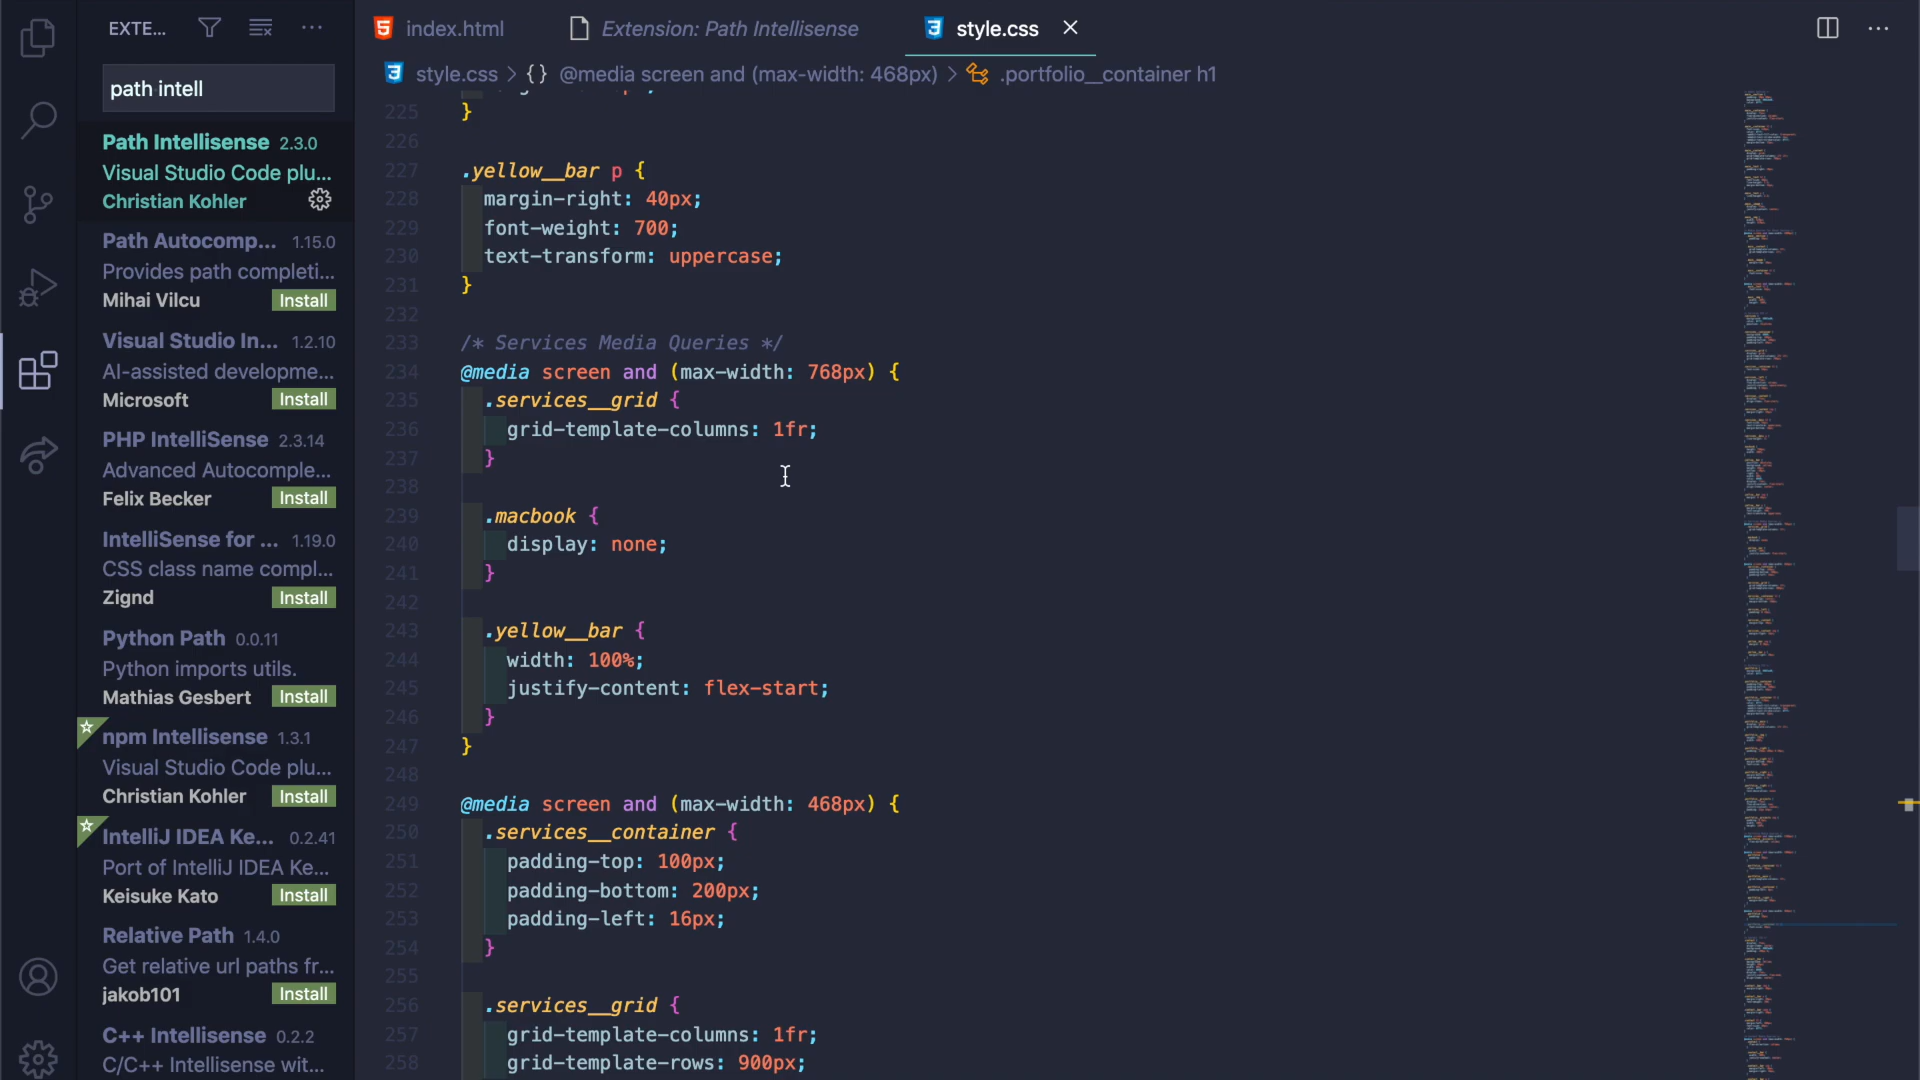 EXTE...
index.html
Extension: Path Intellisense
style.css
path intell
style.css > {} @media screen and (max-width: 468px) > .portfolio__container h1
Path Intellisense 2.3.0
Visual Studio Code plu...
Christian Kohler
Path Autocomp... 1.15.0
Provides path completi...
Mihai Vilcu Install
Visual Studio In... 1.2.10
AI-assisted developme...
Microsoft Install
PHP IntelliSense 2.3.14
Advanced Autocomple...
Felix Becker Install
IntelliSense for ... 1.19.0
CSS class name compl...
Zignd Install
Python Path 0.0.11
Python imports utils.
Mathias Gesbert Install
npm Intellisense 1.3.1
Visual Studio Code plu...
Christian Kohler Install
IntelliJ IDEA Ke... 0.2.41
Port of IntelliJ IDEA Ke...
Keisuke Kato Install
Relative Path 1.4.0
Get relative url paths fr...
jakob101 Install
C++ Intellisense 0.2.2
C/C++ Intellisense wit...
225 }
226
227 .yellow__bar p {
228 margin-right: 40px;
229 font-weight: 700;
230 text-transform: uppercase;
231 }
232
233 /* Services Media Queries */
234 @media screen and (max-width: 768px) {
235 .services__grid {
236 grid-template-columns: 1fr;
237 }
238
239 .macbook {
240 display: none;
241 }
242
243 .yellow__bar {
244 width: 100%;
245 justify-content: flex-start;
246 }
247 }
248
249 @media screen and (max-width: 468px) {
250 .services__container {
251 padding-top: 100px;
252 padding-bottom: 200px;
253 padding-left: 16px;
254 }
255
256 .services__grid {
257 grid-template-columns: 1fr;
258 grid-template-rows: 900px;